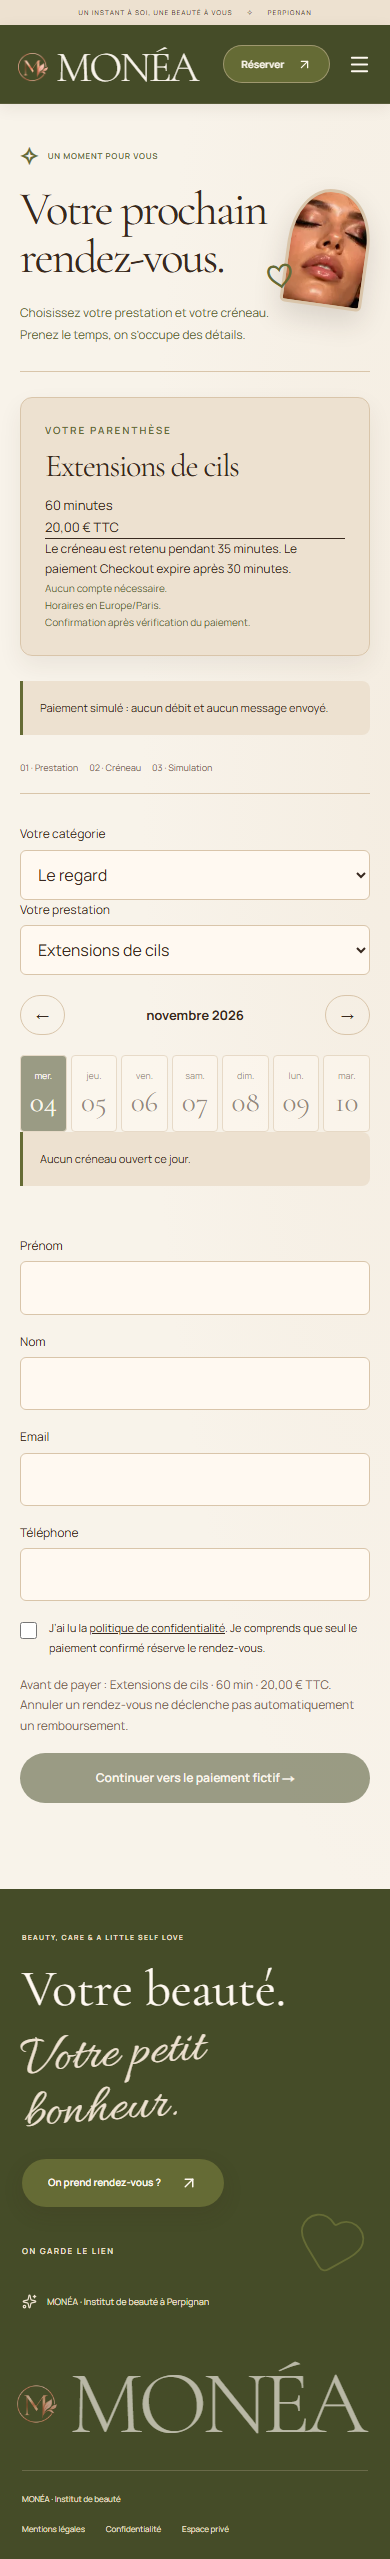 UN INSTANT À SOI, UNE BEAUTÉ À VOUS ✧ PERPIGNAN
MONÉA
Réserver
UN MOMENT POUR VOUS
Votre prochain
rendez-vous.
Choisissez votre prestation et votre créneau.
Prenez le temps, on s'occupe des détails.
VOTRE PARENTHÈSE
Extensions de cils
60 minutes
20,00 € TTC
Le créneau est retenu pendant 35 minutes. Le
paiement Checkout expire après 30 minutes.
Aucun compte nécessaire.
Horaires en Europe/Paris.
Confirmation après vérification du paiement.
Paiement simulé : aucun débit et aucun message envoyé.
01 · Prestation 02 · Créneau 03 · Simulation
Votre catégorie
Le regard
Votre prestation
Extensions de cils
← novembre 2026 →
mer. jeu. ven. sam. dim. lun. mar.
04 05 06 07 08 09 10
Aucun créneau ouvert ce jour.
Prénom
Nom
Email
Téléphone
J'ai lu la politique de confidentialité. Je comprends que seul le
paiement confirmé réserve le rendez-vous.
Avant de payer : Extensions de cils · 60 min · 20,00 € TTC.
Annuler un rendez-vous ne déclenche pas automatiquement
un remboursement.
Continuer vers le paiement fictif →
BEAUTY, CARE & A LITTLE SELF LOVE
Votre beauté.
Votre petit
bonheur.
On prend rendez-vous ?
ON GARDE LE LIEN
MONÉA · Institut de beauté à Perpignan
MONÉA
MONÉA · Institut de beauté
Mentions légales Confidentialité Espace privé